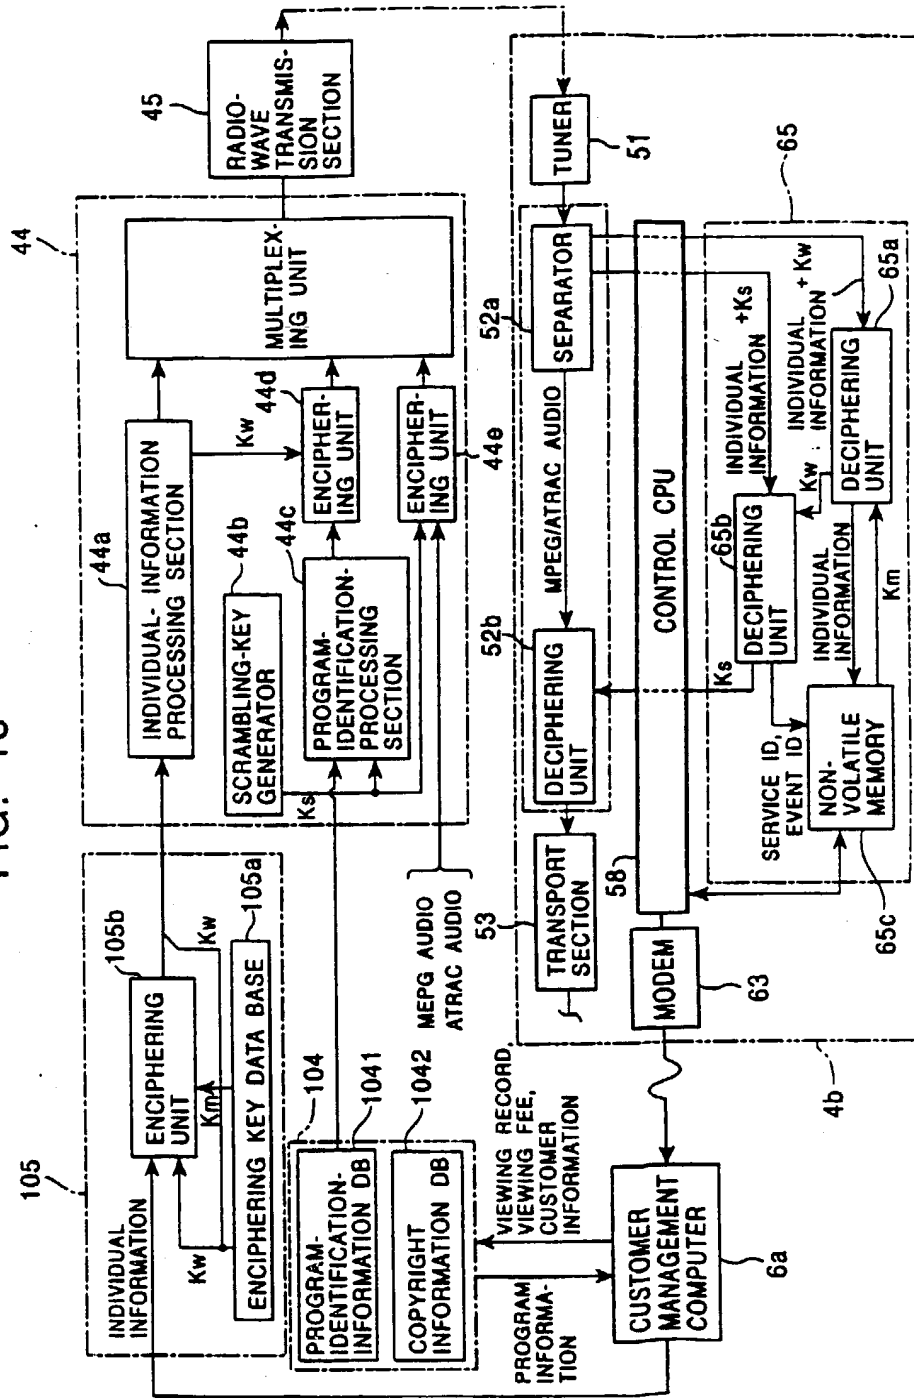 105
INDIVIDUAL
INFORMATION
105b
ENCIPHERING
UNIT
Kw
Km
Kw
105a
ENCIPHERING KEY DATA BASE
104
PROGRAM-
IDENTIFICATION-
INFORMATION DB
1041
COPYRIGHT
INFORMATION DB
1042
PROGRAM
INFORMA-
TION
VIEWING RECORD
VIEWING FEE,
CUSTOMER
INFORMATION
CUSTOMER
MANAGEMENT
COMPUTER
6a
44
44a
INDIVIDUAL-INFORMATION
PROCESSING SECTION
Kw
44b
SCRAMBLING-KEY
GENERATOR
Ks
44c
PROGRAM-
IDENTIFICATION-
PROCESSING
SECTION
44d
ENCIPHER-
ING UNIT
ENCIPHER-
ING UNIT
44e
MEPG AUDIO
ATRAC AUDIO
MULTIPLEX-
ING UNIT
45
RADIO-
WAVE
TRANSMIS-
SION
SECTION
TUNER
51
52a
SEPARATOR
MPEG/ATRAC AUDIO
52b
DECIPHERING
UNIT
53
TRANSPORT
SECTION
58
CONTROL CPU
MODEM
63
4b
65
INDIVIDUAL
INFORMATION +Ks
INDIVIDUAL
INFORMATION + Kw
65a
DECIPHERING
UNIT
Kw
65b
DECIPHERING
UNIT
Ks
INDIVIDUAL
INFORMATION
Km
SERVICE ID,
EVENT ID
NON-
VOLATILE
MEMORY
65c